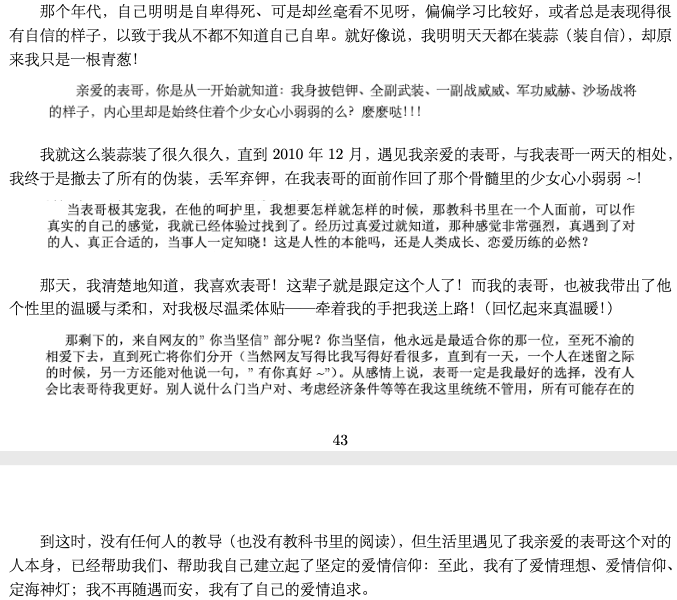 那个年代，自己明明是自卑得死、可是却丝毫看不见呀，偏偏学习比较好，或者总是表现得很
有自信的样子，以致于我从不都不知道自己自卑。就好像说，我明明天天都在装蒜（装自信），却原
来我只是一根青葱！
亲爱的表哥，你是从一开始就知道：我身披铠钾、全副武装、一副战威威、军功威赫、沙场战将
的样子，内心里却是始终住着个少女心小弱弱的么？麼麼哒！！！
我就这么装蒜装了很久很久，直到 2010 年 12 月，遇见我亲爱的表哥，与我表哥一两天的相处，
我终于是撤去了所有的伪装，丢军弃钾，在我表哥的面前作回了那个骨髓里的少女心小弱弱 ~！
当表哥极其宠我，在他的呵护里，我想要怎样就怎样的时候，那教科书里在一个人面前，可以作
真实的自己的感觉，我就已经体验过找到了。经历过真爱过就知道，那种感觉非常强烈，真遇到了对
的人、真正合适的，当事人一定知晓！这是人性的本能吗，还是人类成长、恋爱历练的必然？
那天，我清楚地知道，我喜欢表哥！这辈子就是跟定这个人了！而我的表哥，也被我带出了他
个性里的温暖与柔和，对我极尽温柔体贴——牵着我的手把我送上路！（回忆起来真温暖！）
那剩下的，来自网友的” 你当坚信” 部分呢？你当坚信，他永远是最适合你的那一位，至死不渝的
相爱下去，直到死亡将你们分开（当然网友写得比我写得好看很多，直到有一天，一个人在迷留之际
的时候，另一方还能对他说一句，” 有你真好 ~”）。从感情上说，表哥一定是我最好的选择，没有人
会比表哥待我更好。别人说什么门当户对、考虑经济条件等等在我这里统统不管用，所有可能存在的
43
到这时，没有任何人的教导（也没有教科书里的阅读），但生活里遇见了我亲爱的表哥这个对的
人本身，已经帮助我们、帮助我自己建立起了坚定的爱情信仰：至此，我有了爱情理想、爱情信仰、
定海神灯；我不再随遇而安，我有了自己的爱情追求。